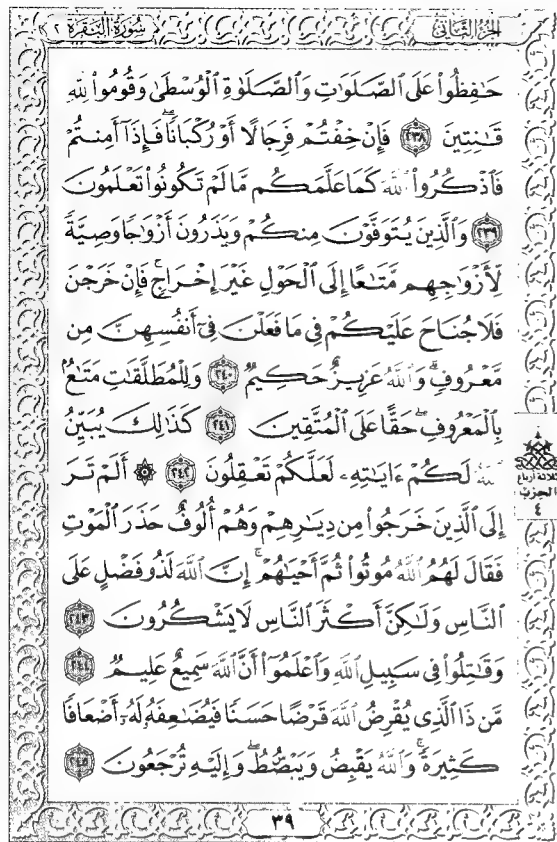 الجزء الثاني
سورة البقرة ٢
حَـٰفِظُوا۟ عَلَى ٱلصَّلَوَٰتِ وَٱلصَّلَوٰةِ ٱلْوُسْطَىٰ وَقُومُوا۟ لِلَّهِ
قَـٰنِتِينَ ٢٣٨ فَإِنْ خِفْتُمْ فَرِجَالًا أَوْ رُكْبَانًا ۖ فَإِذَآ أَمِنتُمْ
فَٱذْكُرُوا۟ ٱللَّهَ كَمَا عَلَّمَكُم مَّا لَمْ تَكُونُوا۟ تَعْلَمُونَ
٢٣٩ وَٱلَّذِينَ يُتَوَفَّوْنَ مِنكُمْ وَيَذَرُونَ أَزْوَٰجًا وَصِيَّةً
لِّأَزْوَٰجِهِم مَّتَـٰعًا إِلَى ٱلْحَوْلِ غَيْرَ إِخْرَاجٍ ۚ فَإِنْ خَرَجْنَ
فَلَا جُنَاحَ عَلَيْكُمْ فِى مَا فَعَلْنَ فِىٓ أَنفُسِهِنَّ مِن
مَّعْرُوفٍ ۗ وَٱللَّهُ عَزِيزٌ حَكِيمٌ ٢٤٠ وَلِلْمُطَلَّقَـٰتِ مَتَـٰعٌۢ
بِٱلْمَعْرُوفِ ۖ حَقًّا عَلَى ٱلْمُتَّقِينَ ٢٤١ كَذَٰلِكَ يُبَيِّنُ
ٱللَّهُ لَكُمْ ءَايَـٰتِهِۦ لَعَلَّكُمْ تَعْقِلُونَ ٢٤٢ ۞ أَلَمْ تَرَ
إِلَى ٱلَّذِينَ خَرَجُوا۟ مِن دِيَـٰرِهِمْ وَهُمْ أُلُوفٌ حَذَرَ ٱلْمَوْتِ
فَقَالَ لَهُمُ ٱللَّهُ مُوتُوا۟ ثُمَّ أَحْيَـٰهُمْ ۚ إِنَّ ٱللَّهَ لَذُو فَضْلٍ عَلَى
ٱلنَّاسِ وَلَـٰكِنَّ أَكْثَرَ ٱلنَّاسِ لَا يَشْكُرُونَ ٢٤٣
وَقَـٰتِلُوا۟ فِى سَبِيلِ ٱللَّهِ وَٱعْلَمُوٓا۟ أَنَّ ٱللَّهَ سَمِيعٌ عَلِيمٌ ٢٤٤
مَّن ذَا ٱلَّذِى يُقْرِضُ ٱللَّهَ قَرْضًا حَسَنًا فَيُضَـٰعِفَهُۥ لَهُۥٓ أَضْعَافًا
كَثِيرَةً ۚ وَٱللَّهُ يَقْبِضُ وَيَبْصُۜطُ وَإِلَيْهِ تُرْجَعُونَ ٢٤٥
ثلاثة أرباع
الحزب
٤
٣٩